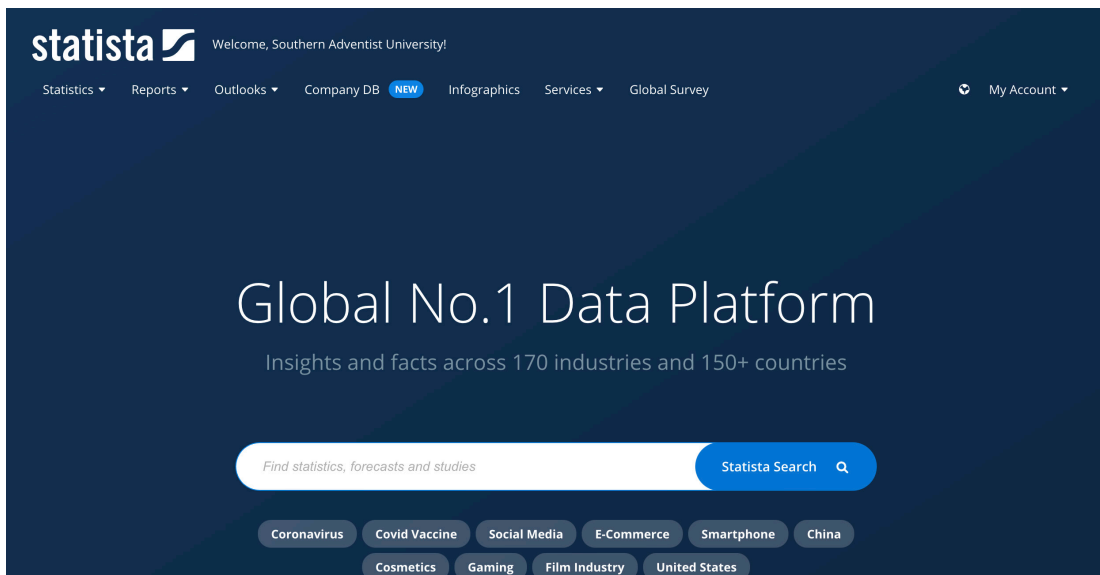 statista Welcome, Southern Adventist University!
Statistics Reports Outlooks Company DB NEW Infographics Services Global Survey My Account
Global No.1 Data Platform
Insights and facts across 170 industries and 150+ countries
Find statistics, forecasts and studies Statista Search
Coronavirus Covid Vaccine Social Media E-Commerce Smartphone China
Cosmetics Gaming Film Industry United States